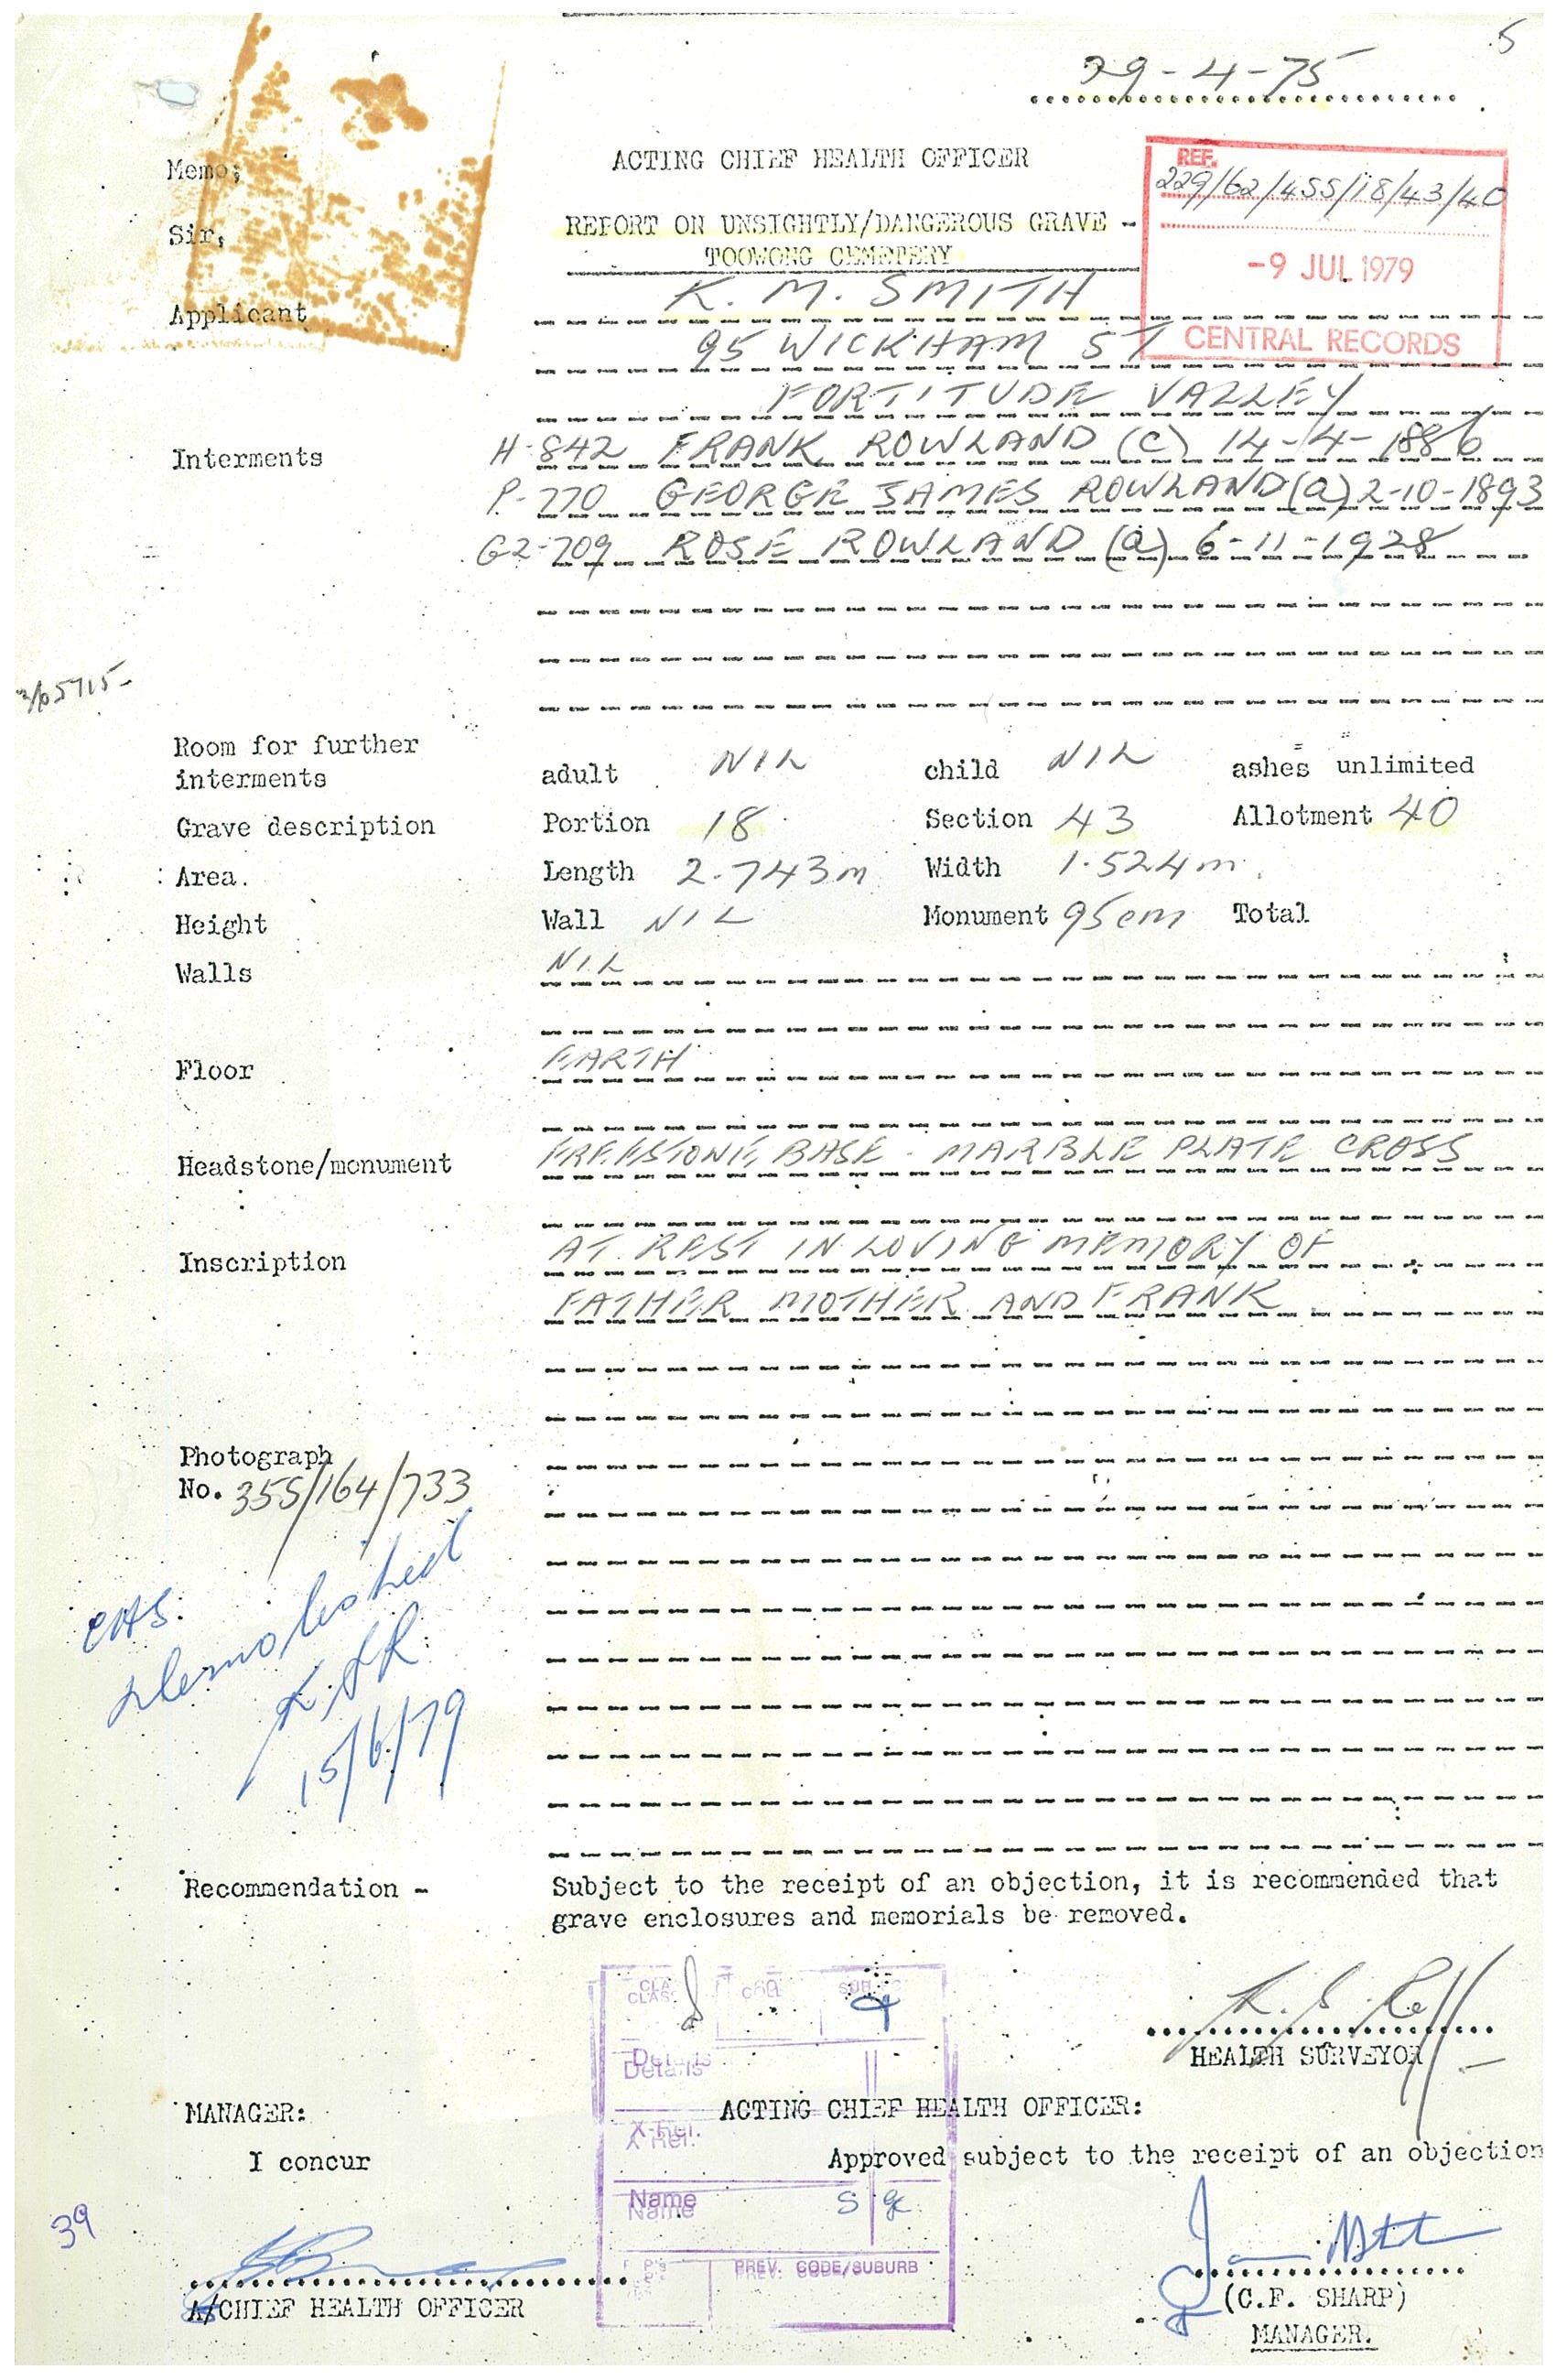 5
29-4-75
Memo;
ACTING CHIEF HEALTH OFFICER
REF.
229/62/455/18/43/40
Sir,
REPORT ON UNSIGHTLY/DANGEROUS GRAVE -
TOOWONG CEMETERY
-9 JUL 1979
CENTRAL RECORDS
Applicant K. M. SMITH
95 WICKHAM ST
FORTITUDE VALLEY
Interments H-842 FRANK ROWLAND (C) 14-4-1886
P-770 GEORGE JAMES ROWLAND (a) 2-10-1893
G2-709 ROSE ROWLAND (a) 6-11-1928
Room for further
interments adult NIL child NIL ashes unlimited
Grave description Portion 18 Section 43 Allotment 40
Area. Length 2.743m Width 1.524m.
Height Wall NIL Monument 95cm Total
Walls NIL
Floor EARTH
Headstone/monument FREESTONE BASE - MARBLE PLATE CROSS
Inscription AT REST IN LOVING MEMORY OF
FATHER MOTHER AND FRANK
Photograph
No. 355/164/733
Demolished
15/6/79
Recommendation - Subject to the receipt of an objection, it is recommended that
grave enclosures and memorials be removed.
CLASS.
Details
HEALTH SURVEYOR
MANAGER: ACTING CHIEF HEALTH OFFICER:
X-Ref.
I concur Approved subject to the receipt of an objection
Name
39
PREV. CODE/SUBURB
A/CHIEF HEALTH OFFICER
(C.F. SHARP)
MANAGER.